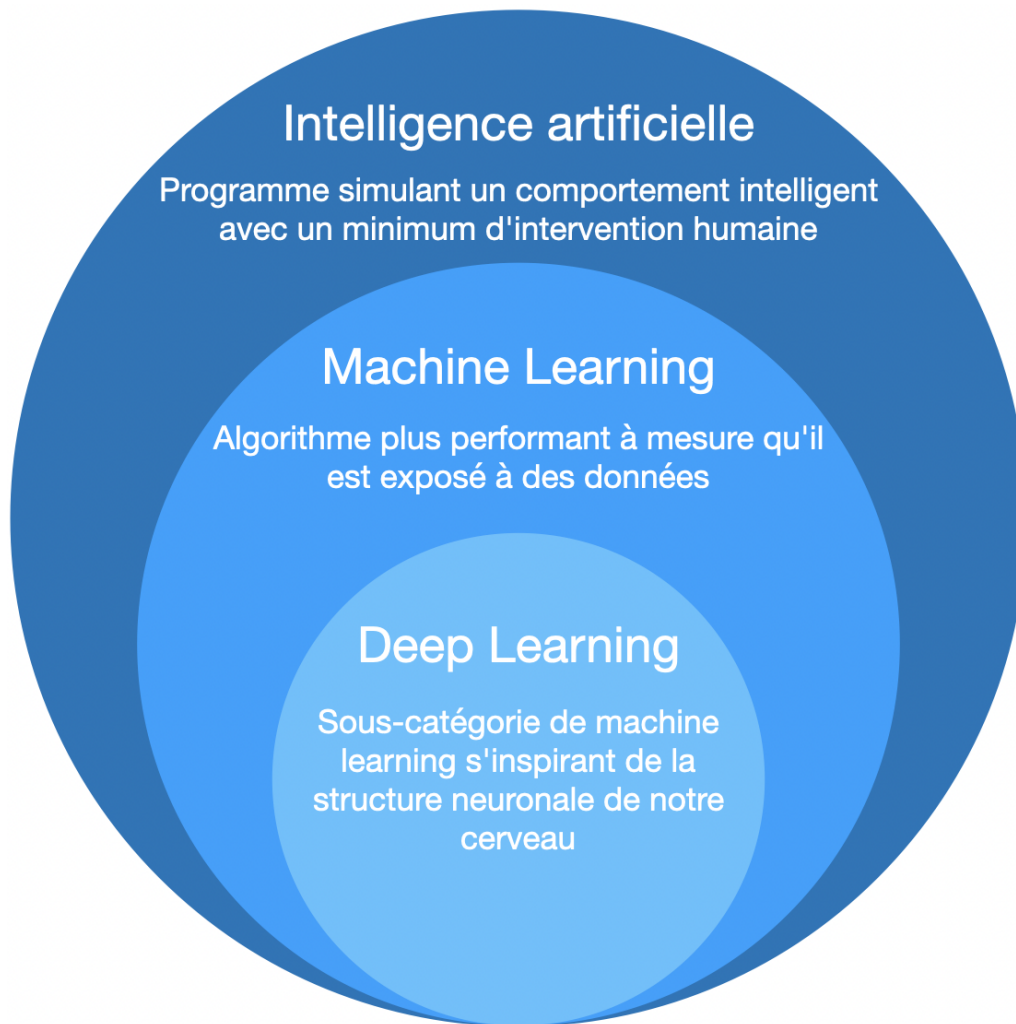 Intelligence artificielle
Programme simulant un comportement intelligent
avec un minimum d'intervention humaine
Machine Learning
Algorithme plus performant à mesure qu'il
est exposé à des données
Deep Learning
Sous-catégorie de machine
learning s'inspirant de la
structure neuronale de notre
cerveau